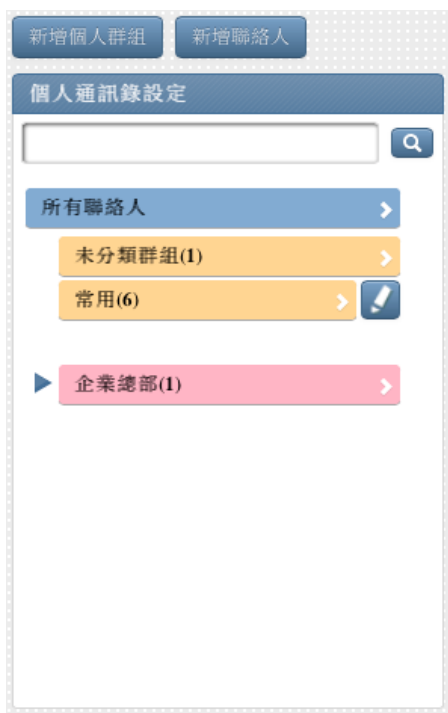 新增個人群組 新增聯絡人
個人通訊錄設定
所有聯絡人
未分類群組(1)
常用(6)
企業總部(1)